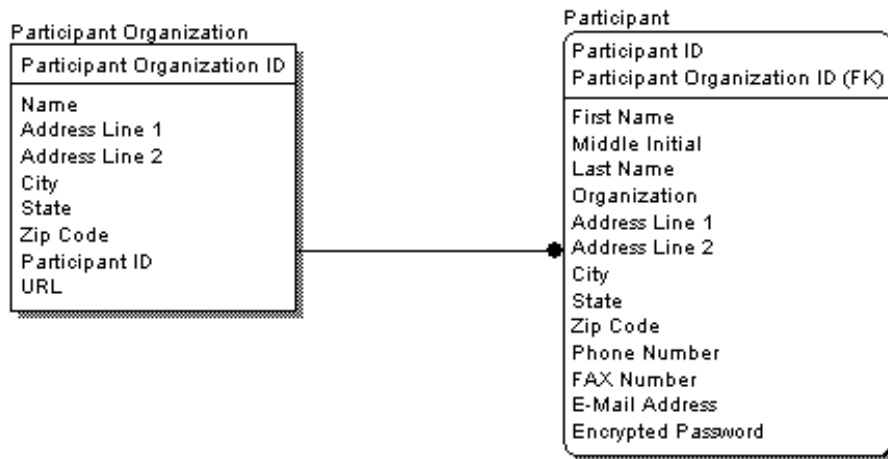 Participant Organization
Participant Organization ID
Name
Address Line 1
Address Line 2
City
State
Zip Code
Participant ID
URL
Participant
Participant ID
Participant Organization ID (FK)
First Name
Middle Initial
Last Name
Organization
Address Line 1
Address Line 2
City
State
Zip Code
Phone Number
FAX Number
E-Mail Address
Encrypted Password